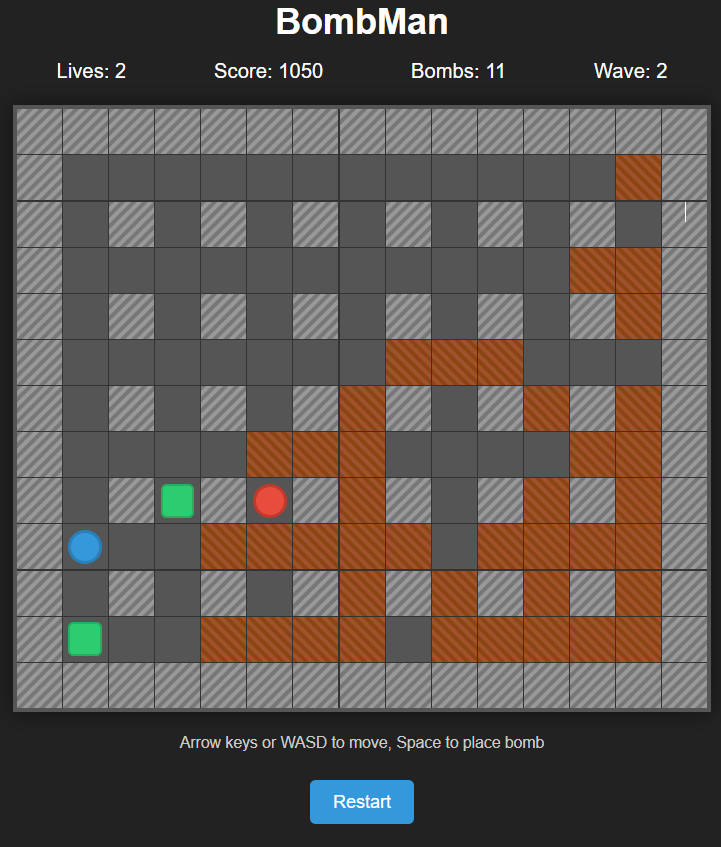 BombMan
Lives: 2 Score: 1050 Bombs: 11 Wave: 2
Arrow keys or WASD to move, Space to place bomb
Restart